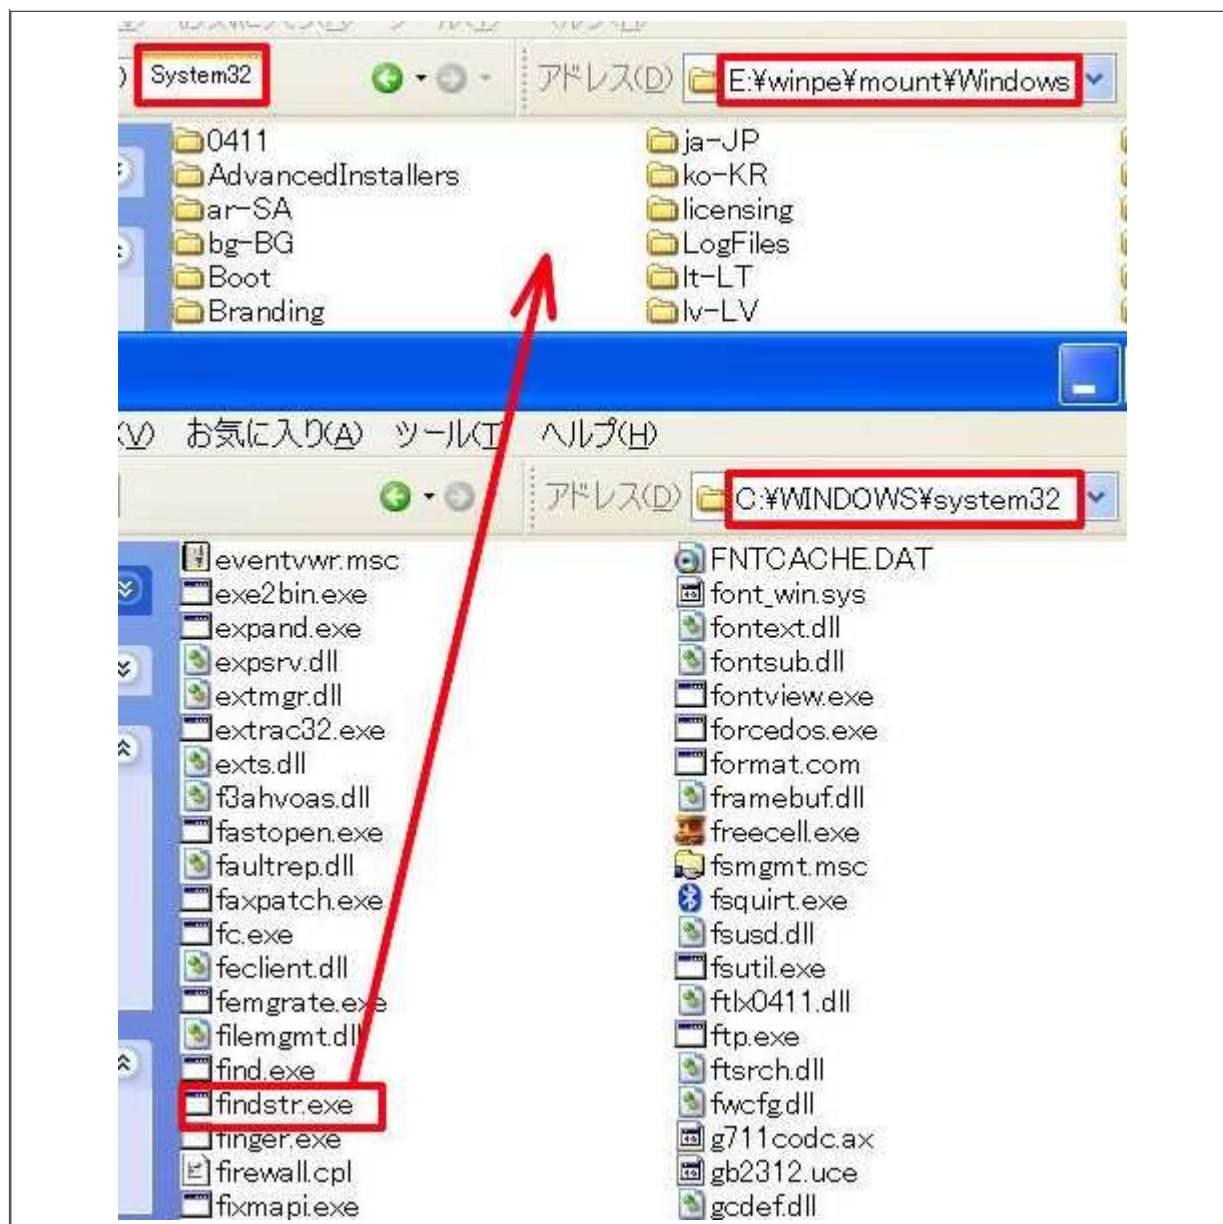 System32
アドレス(D) E:¥winpe¥mount¥Windows
0411
AdvancedInstallers
ar-SA
bg-BG
Boot
Branding
ja-JP
ko-KR
licensing
LogFiles
lt-LT
lv-LV
(V) お気に入り(A) ツール(T) ヘルプ(H)
アドレス(D) C:¥WINDOWS¥system32
eventvwr.msc
exe2bin.exe
expand.exe
expsrv.dll
extmgr.dll
extrac32.exe
exts.dll
f3ahvoas.dll
fastopen.exe
faultrep.dll
faxpatch.exe
fc.exe
feclient.dll
femgrate.exe
filemgmt.dll
find.exe
findstr.exe
finger.exe
firewall.cpl
fixmapi.exe
FNTCACHE.DAT
font_win.sys
fontext.dll
fontsub.dll
fontview.exe
forcedos.exe
format.com
framebuf.dll
freecell.exe
fsmgmt.msc
fsquirt.exe
fsusd.dll
fsutil.exe
ftlx0411.dll
ftp.exe
ftsrch.dll
fwcfg.dll
g711codc.ax
gb2312.uce
gcdef.dll